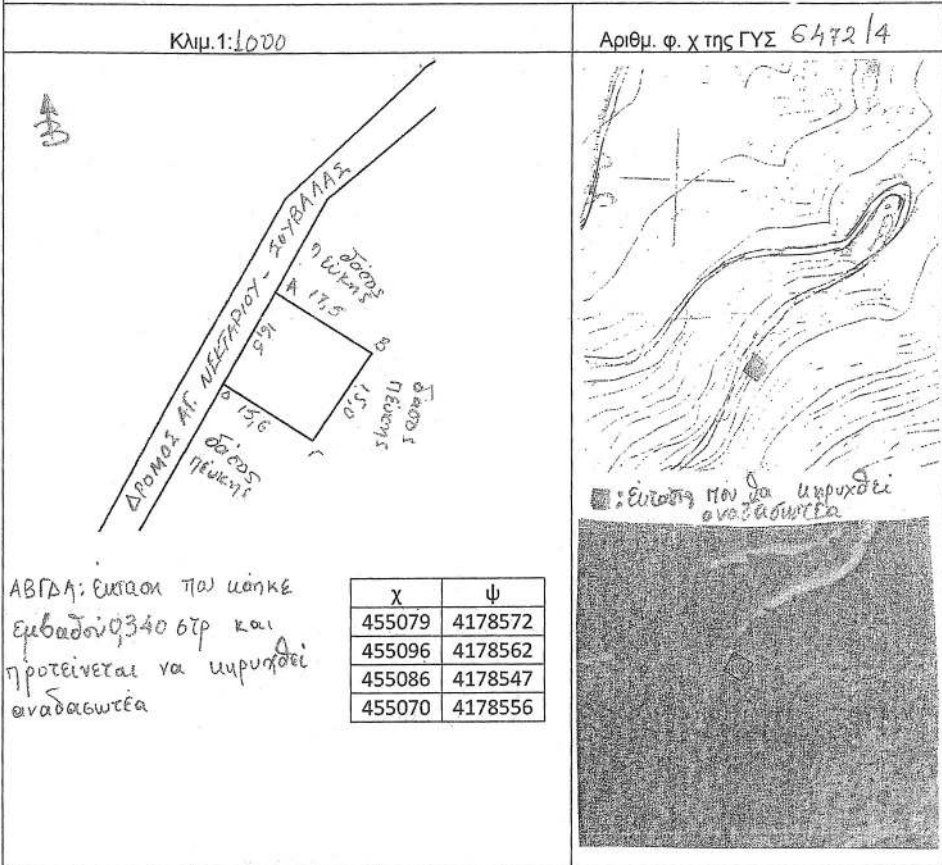 Κλιμ.1:1000
Αριθμ. φ. χ της ΓΥΣ 6472/4
Β
ΔΡΟΜΟΣ ΑΓ. ΝΕΚΤΑΡΙΟΥ - ΣΟΥΒΑΛΑΣ
δάσος
πεύκης
Α 17,5
Β
16,5
15,0
δασος
πεύκης
Δ 15,6
Γ
δάσος
πεύκης
: έκταση που θα κηρυχθεί
αναδασωτέα
ΑΒΓΔΑ: έκταση που κάηκε
εμβαδού 0,340 στρ και
προτείνεται να κηρυχθεί
αναδασωτέα
χ ψ
455079 4178572
455096 4178562
455086 4178547
455070 4178556